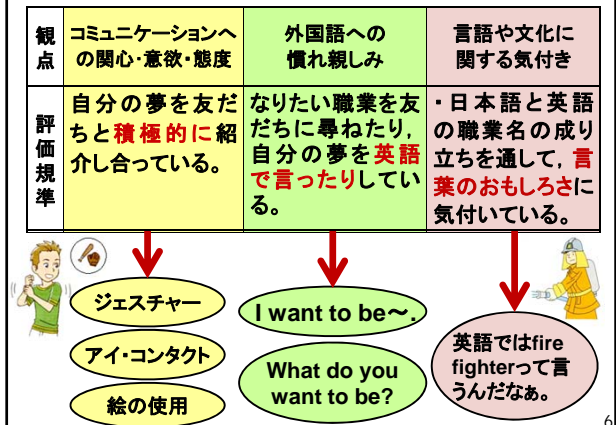 観点
コミュニケーションへ
の関心・意欲・態度
外国語への
慣れ親しみ
言語や文化に
関する気付き
評価規準
自分の夢を友だ
ちと積極的に紹
介し合っている。
なりたい職業を友
だちに尋ねたり,
自分の夢を英語
で言ったりしてい
る。
・日本語と英語
の職業名の成り
立ちを通して,言
葉のおもしろさに
気付いている。
ジェスチャー
アイ・コンタクト
絵の使用
I want to be~.
What do you
want to be?
英語ではfire
fighterって言
うんだなぁ。
6